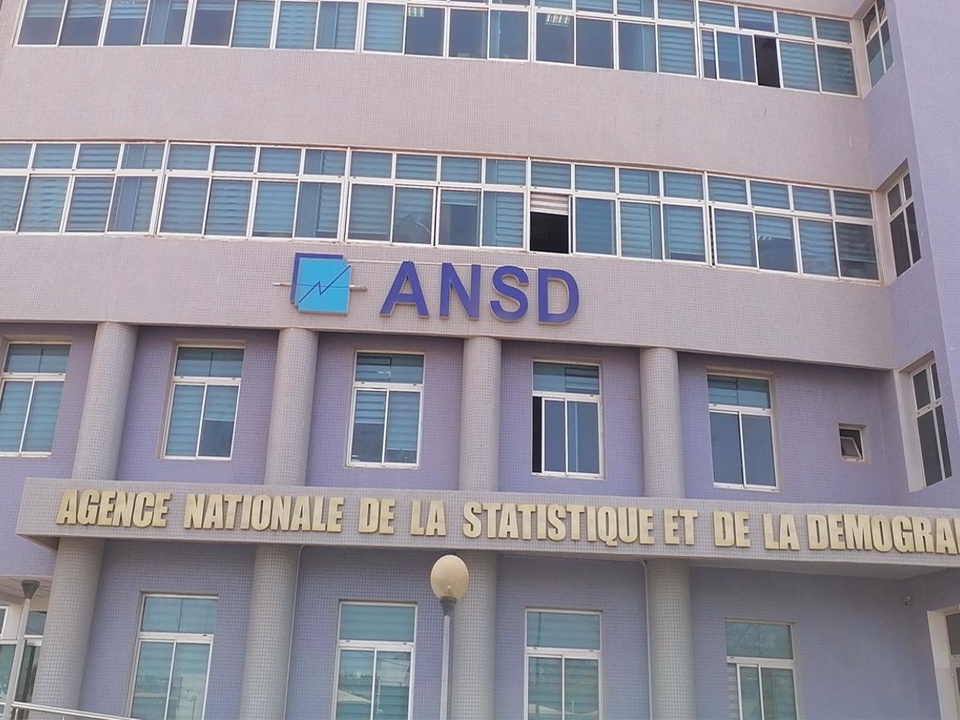 ANSD
AGENCE NATIONALE DE LA STATISTIQUE ET DE LA DEMOGRA